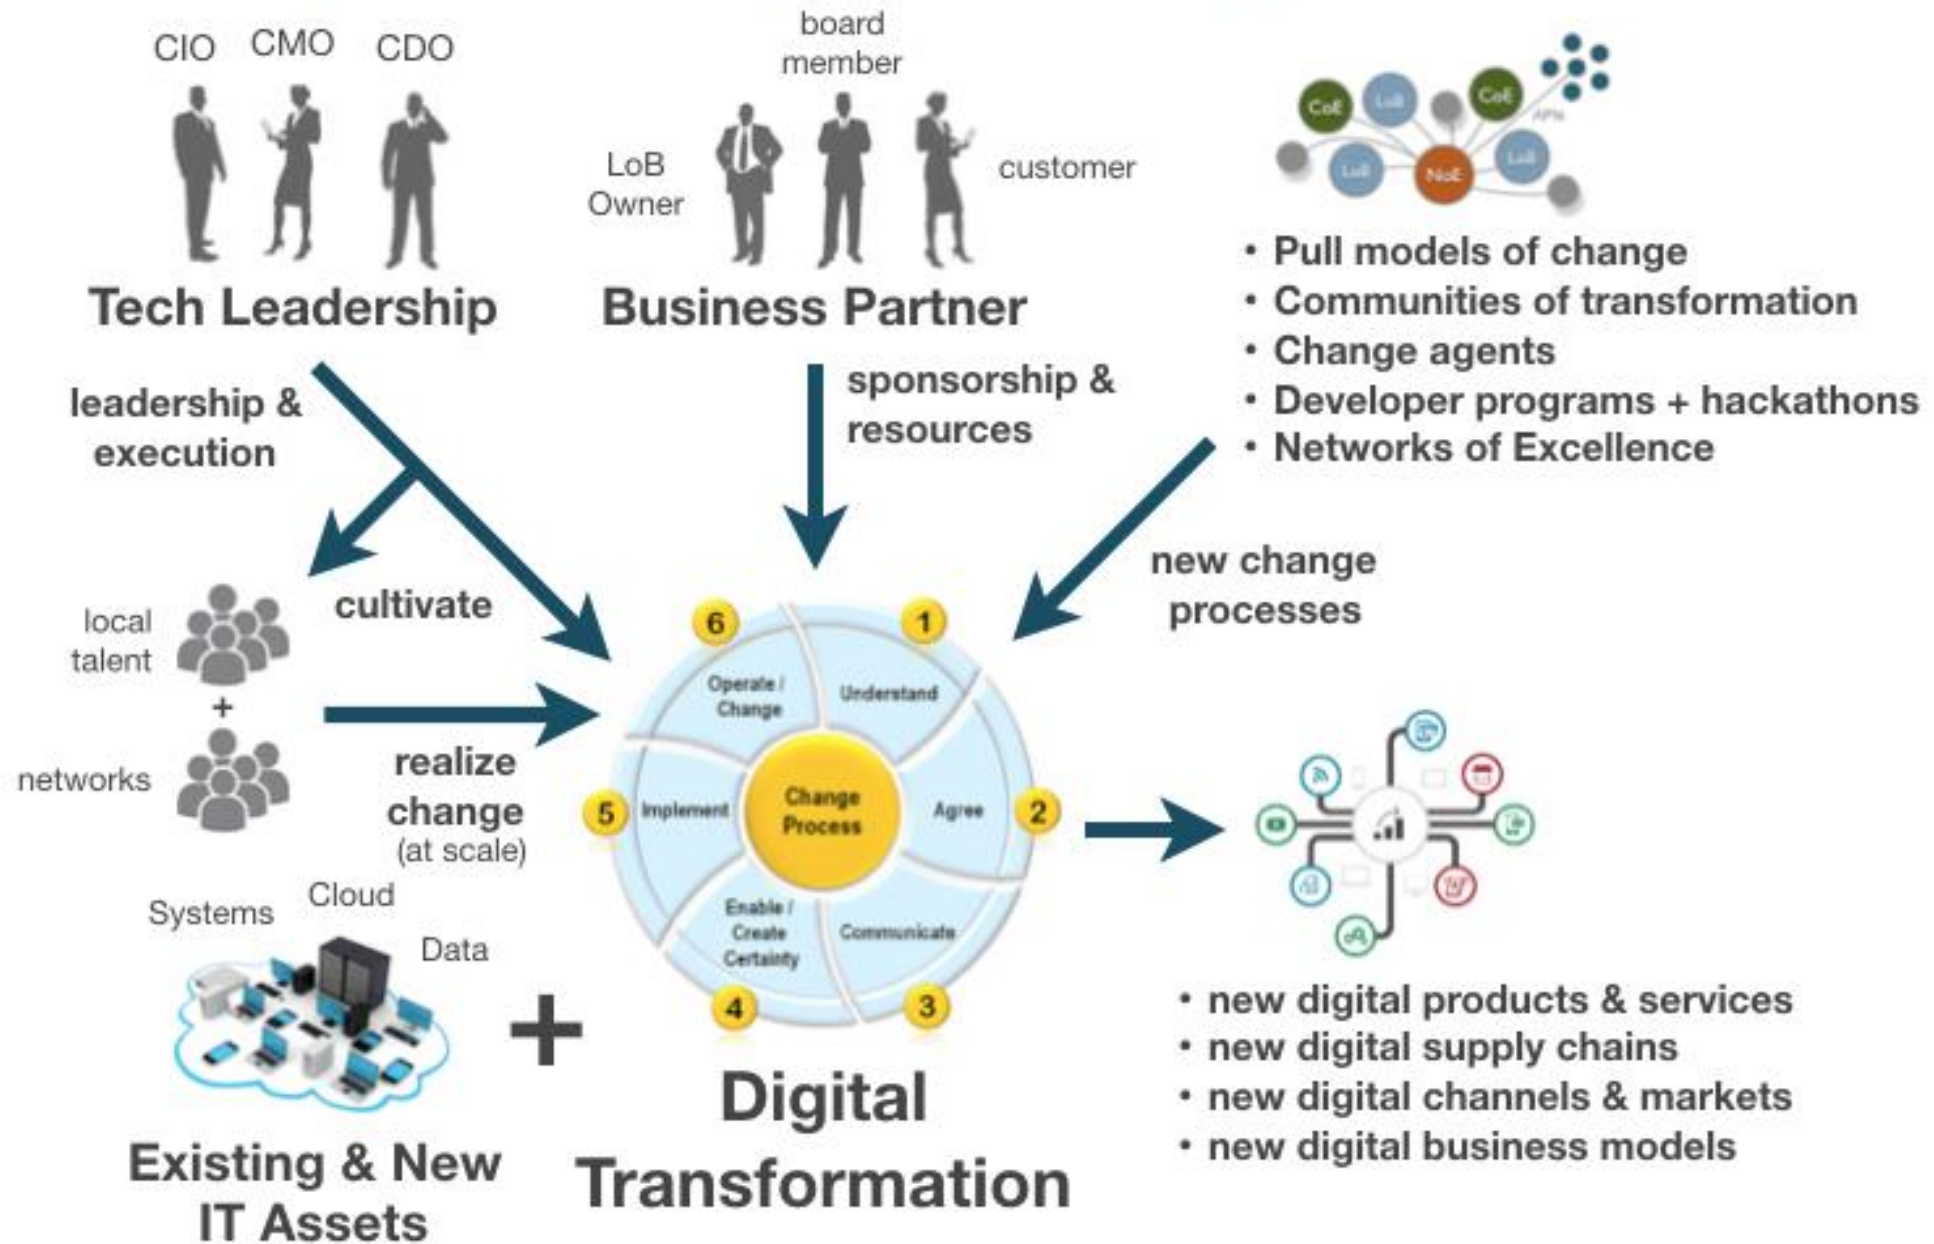 CIO
CMO
CDO
Tech Leadership
board
member
LoB
Owner
customer
Business Partner
CoE
LoB
CoE
APIs
LoB
NoE
LoB
• Pull models of change
• Communities of transformation
• Change agents
• Developer programs + hackathons
• Networks of Excellence
leadership &
execution
sponsorship &
resources
new change
processes
cultivate
local
talent
+
networks
realize
change
(at scale)
6
1
Operate /
Change
Understand
5
Implement
Change
Process
Agree
2
Enable /
Create
Certainty
Communicate
4
3
Systems
Cloud
Data
+
Existing & New
IT Assets
Digital
Transformation
• new digital products & services
• new digital supply chains
• new digital channels & markets
• new digital business models